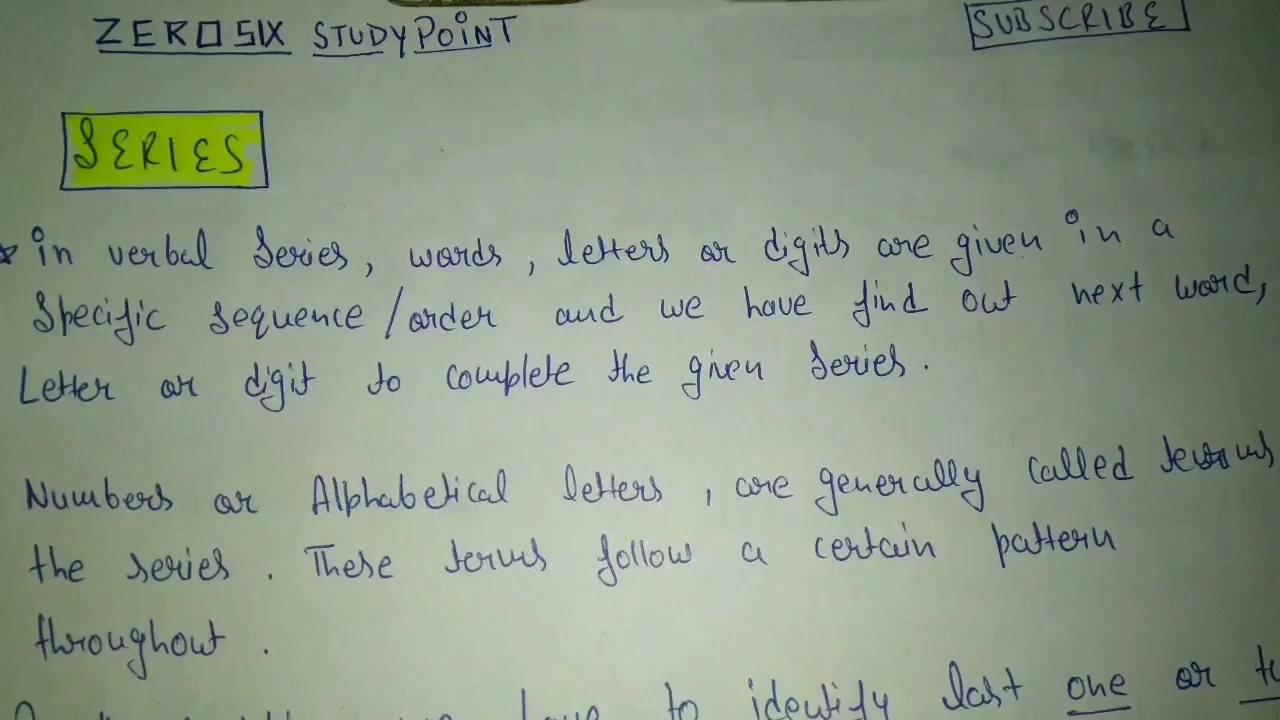 ZERO SIX STUDY POINT
SUBSCRIBE
SERIES
* in verbal series, words, letters or digits are given in a
specific sequence/order and we have find out next word,
Letter or digit to complete the given series.
Numbers or Alphabetical letters, are generally called terms
the series. These terms follow a certain pattern
throughout.
to identify last one or